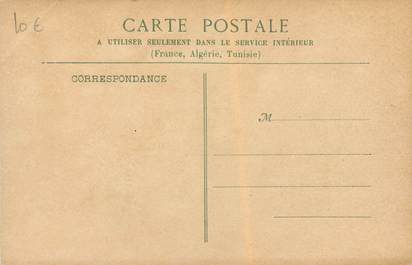 10 €
CARTE POSTALE
A UTILISER SEULEMENT DANS LE SERVICE INTÉRIEUR
(France, Algérie, Tunisie)
CORRESPONDANCE
M